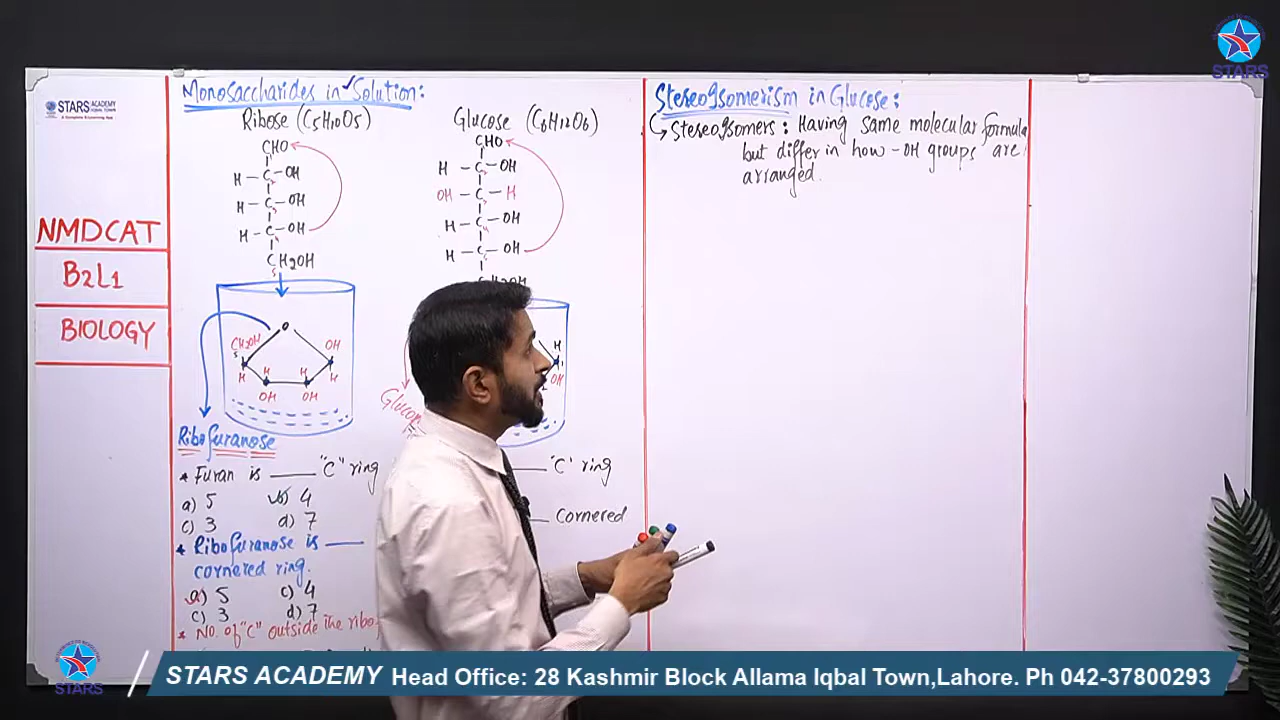 STARS
STARS ACADEMY
NMDCAT
B2L1
BIOLOGY
Monosaccharides in Solution:
Ribose (C5H10O5)
CHO
H-C-OH
H-C-OH
H-C-OH
CH2OH
5
O
CH2OH
5
OH
H
H
H
H
OH
OH
Ribofuranose
* Furan is ____ "C" ring
a) 5
b) 4
c) 3
d) 7
* Ribofuranose is ____
cornered ring.
a) 5
c) 4
c) 3
d) 7
* No. of "C" outside the
Glucose (C6H12O6)
CHO
H-C-OH
OH-C-H
H-C-OH
H-C-OH
H
1
OH
"C" ring
Cornered
StereoIsomerism in Glucose:
StereoIsomers: Having same molecular formula
but differ in how -OH groups are
arranged.
STARS
STARS ACADEMY Head Office: 28 Kashmir Block Allama Iqbal Town,Lahore. Ph 042-37800293